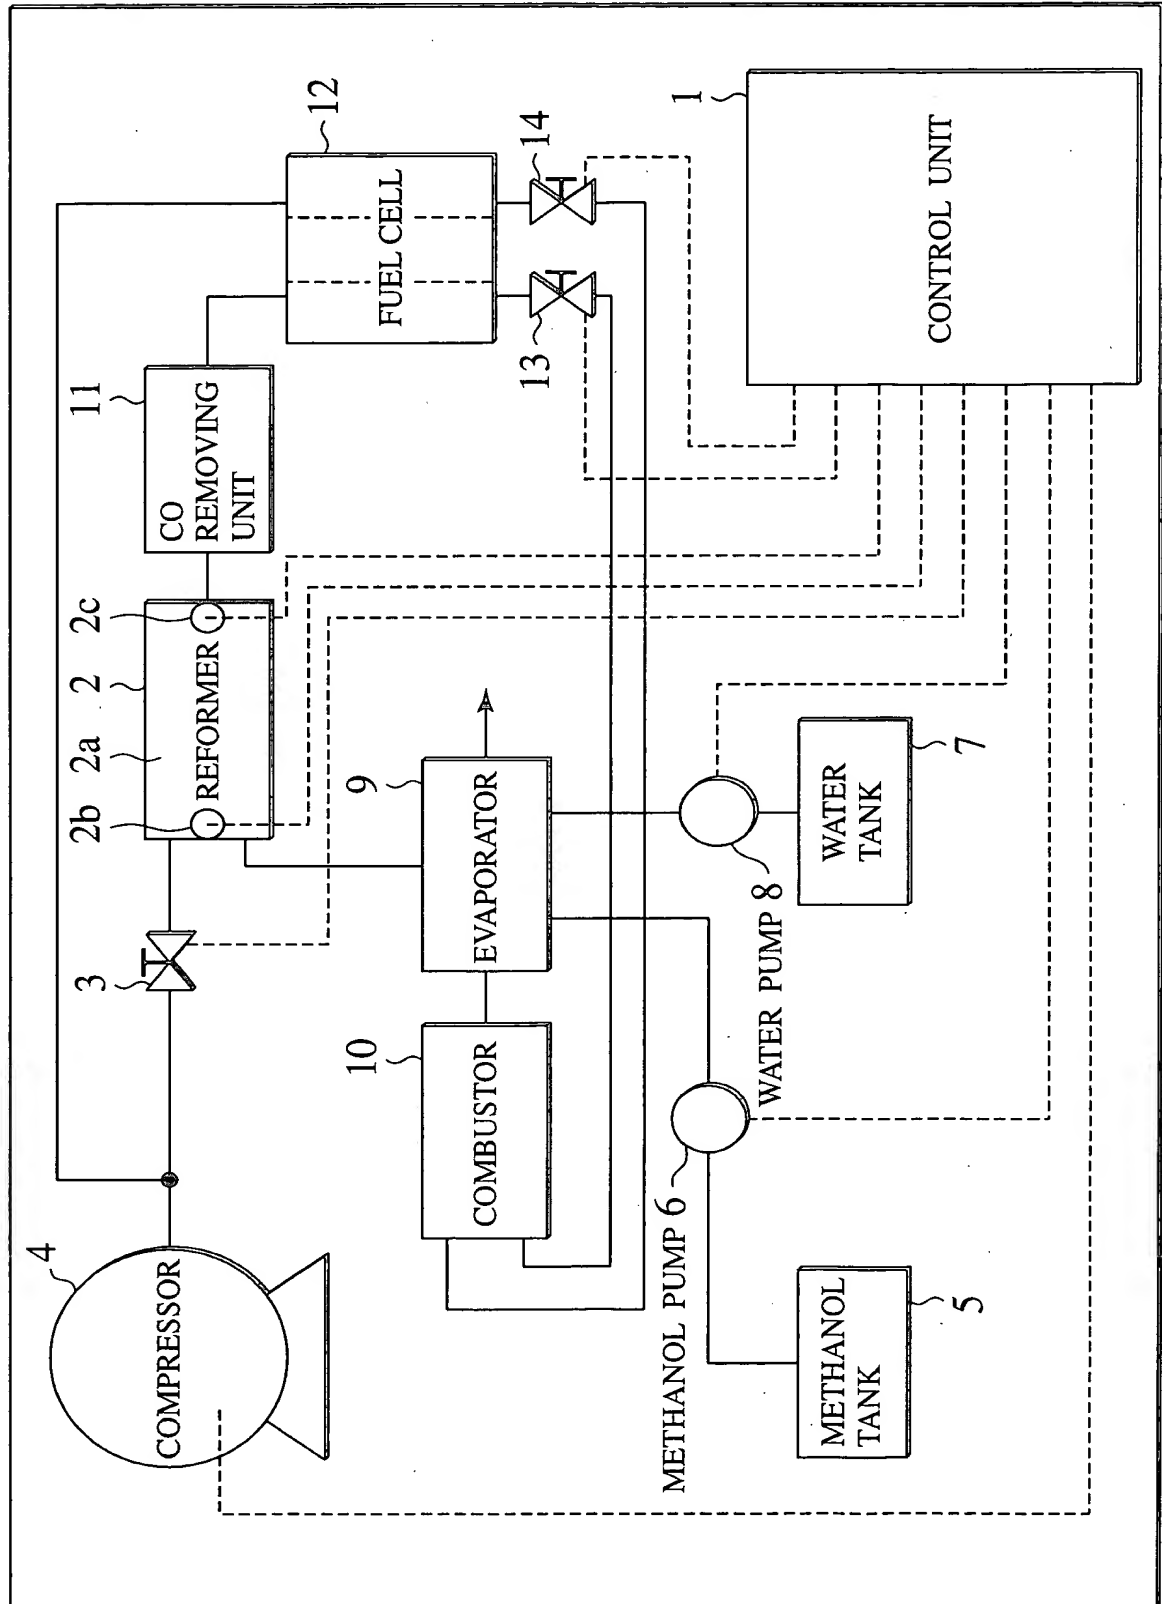 4
COMPRESSOR
3
2b
2a
2
2c
REFORMER
11
CO
REMOVING
UNIT
12
FUEL CELL
13
14
10
COMBUSTOR
9
EVAPORATOR
METHANOL PUMP 6
WATER PUMP 8
METHANOL
TANK
5
WATER
TANK
7
1
CONTROL UNIT